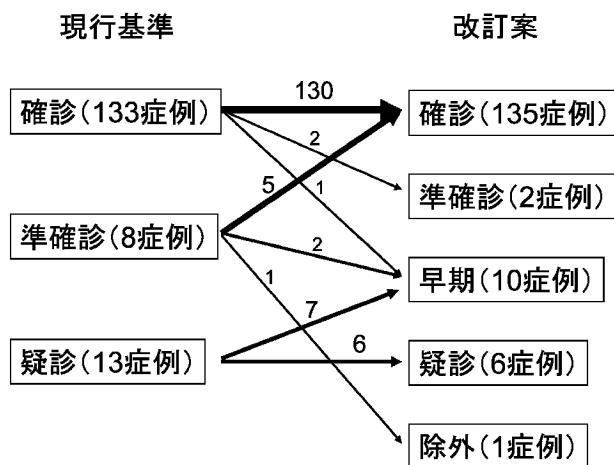 現行基準
改訂案
確診（133症例）
130
確診（135症例）
2
準確診（2症例）
5
1
準確診（8症例）
2
早期（10症例）
1
7
疑診（13症例）
6
疑診（6症例）
除外（1症例）